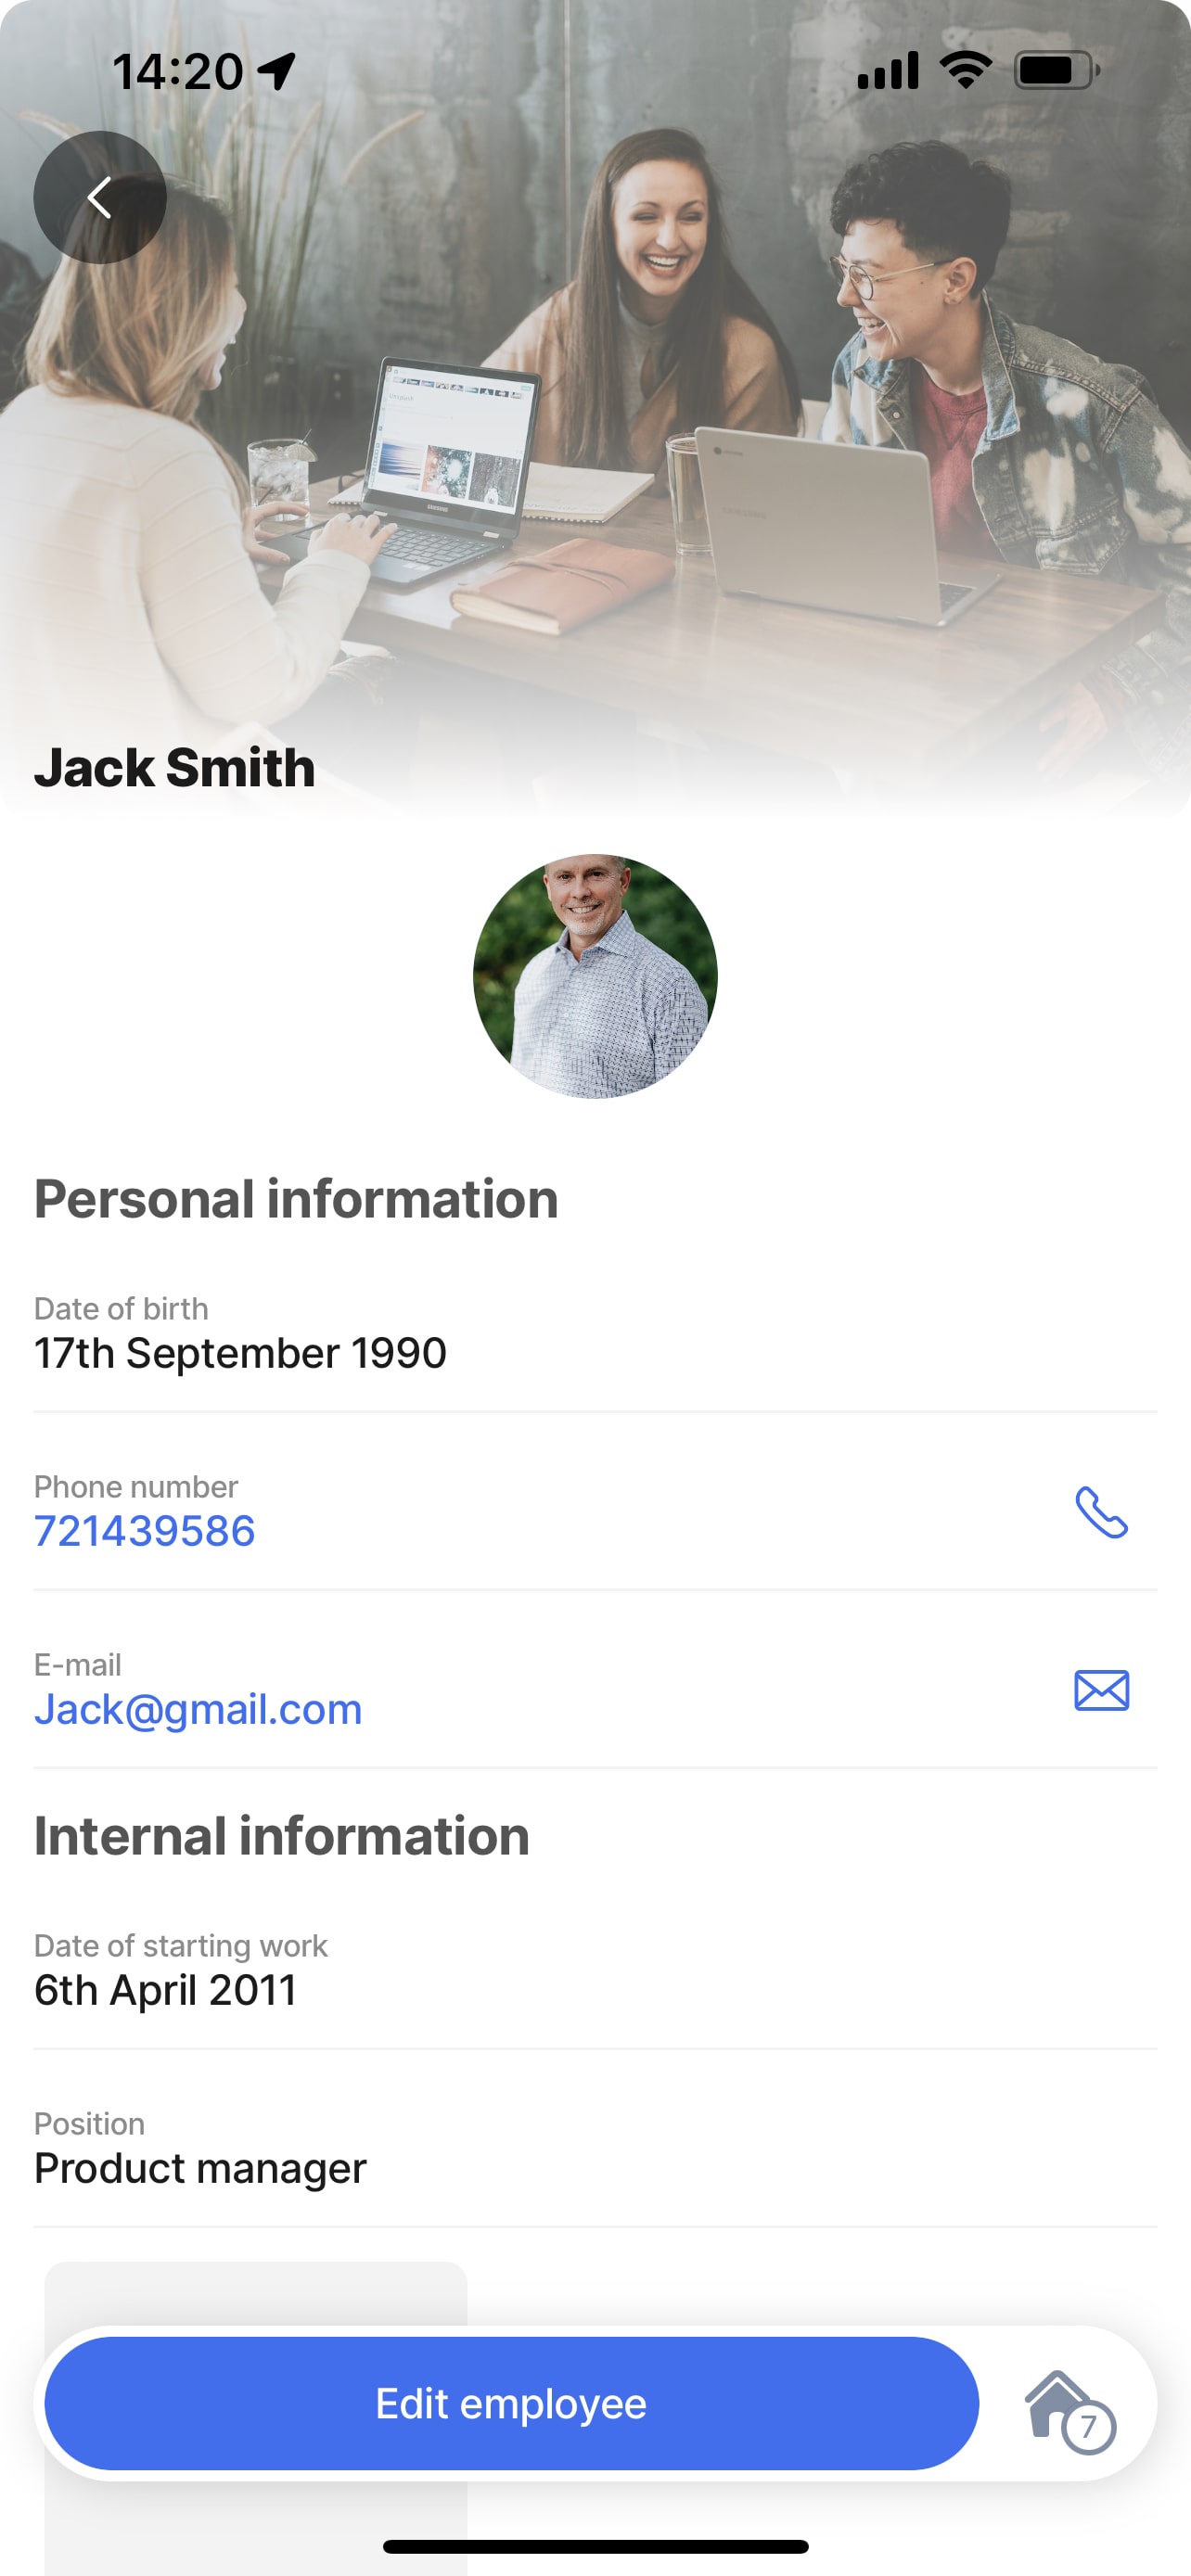 14:20
Jack Smith
Personal information
Date of birth
17th September 1990
Phone number
721439586
E-mail
Jack@gmail.com
Internal information
Date of starting work
6th April 2011
Position
Product manager
Edit employee
7